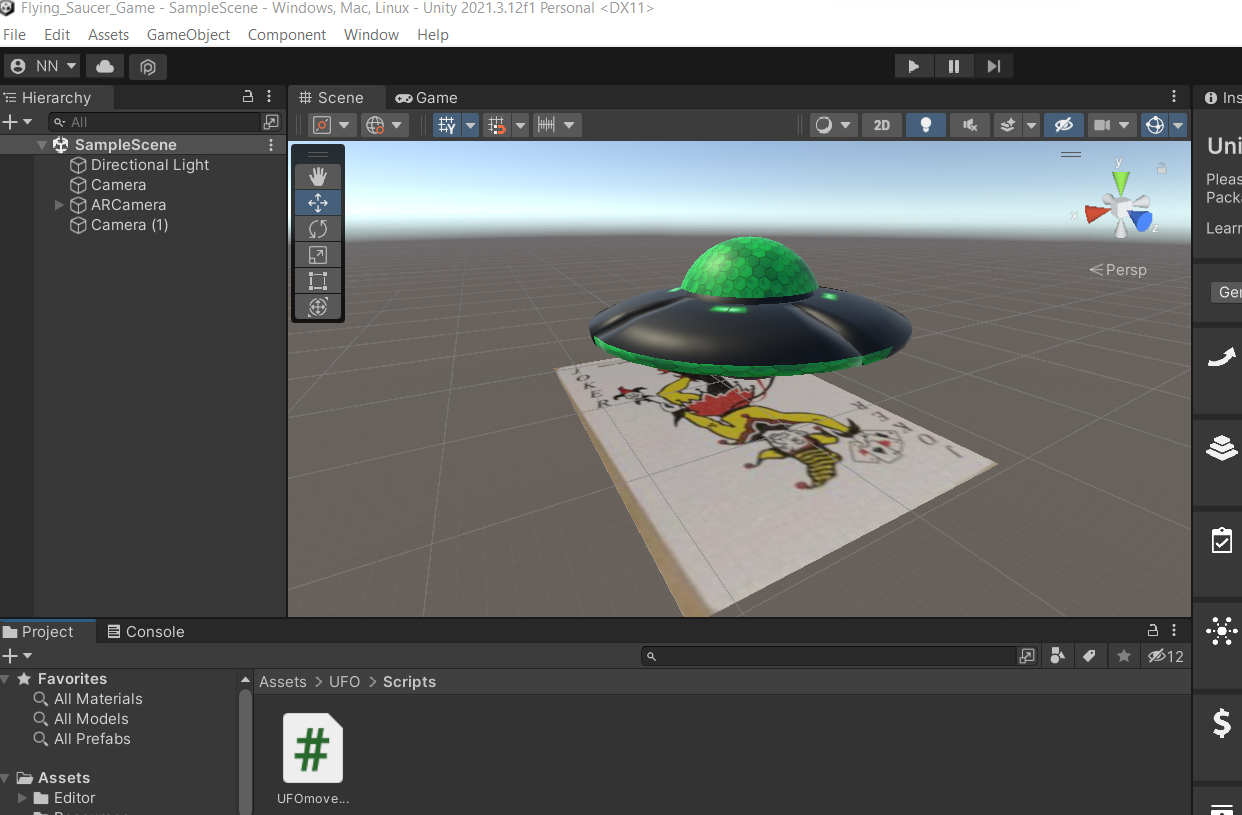 Flying_Saucer_Game - SampleScene - Windows, Mac, Linux - Unity 2021.3.12f1 Personal <DX11>
File Edit Assets GameObject Component Window Help
NN
Hierarchy
All
SampleScene
Directional Light
Camera
ARCamera
Camera (1)
Scene Game
2D
y
x
z
Persp
JOKER
JOKER
Ins
Uni
Pleas
Packa
Learn
Ger
Project Console
12
Favorites
All Materials
All Models
All Prefabs
Assets
Editor
Assets > UFO > Scripts
#
UFOmove...
$